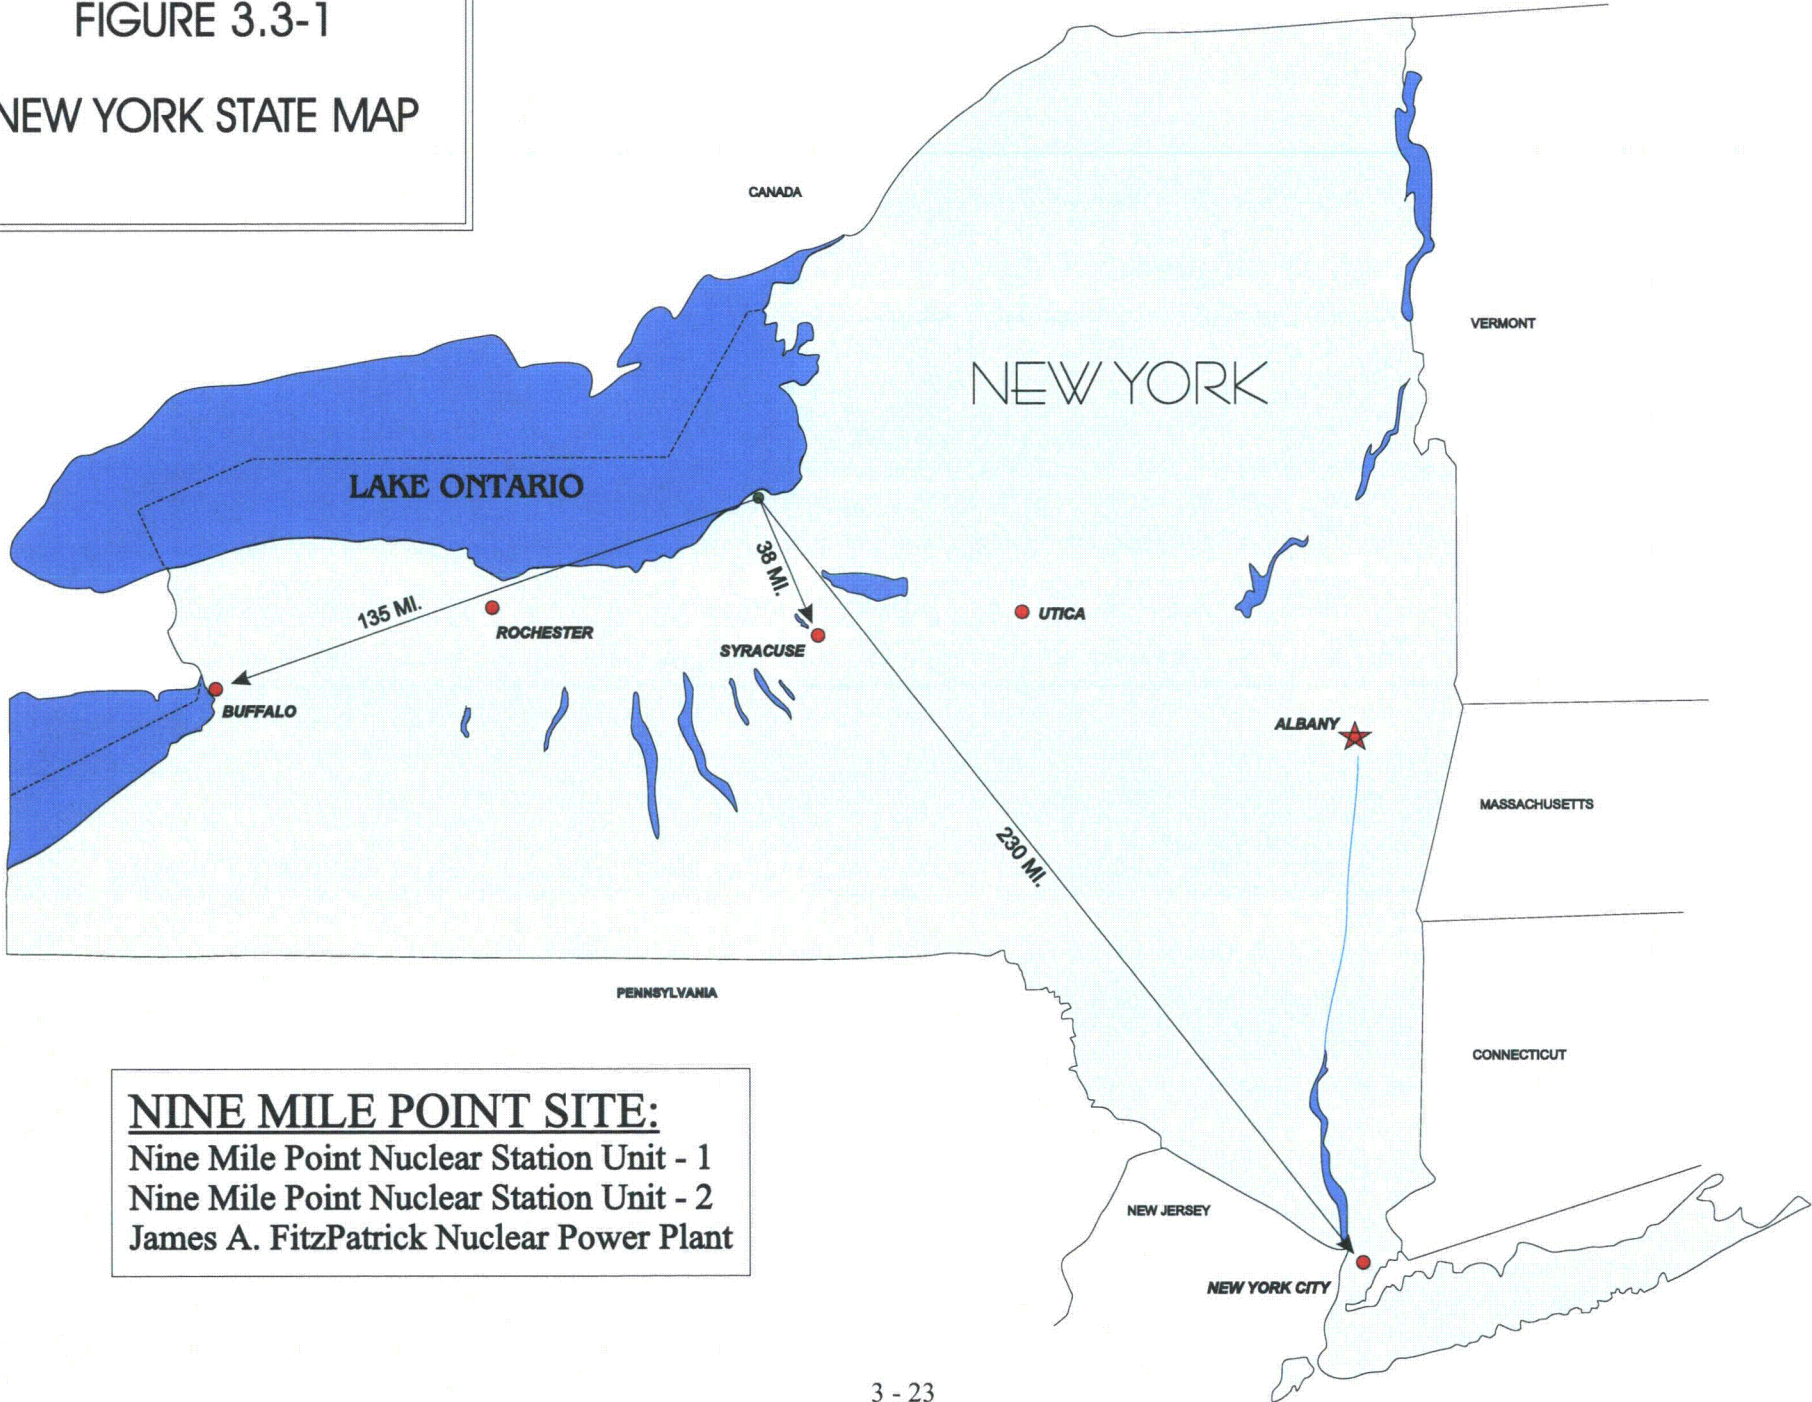 FIGURE 3.3-1
NEW YORK STATE MAP
CANADA
VERMONT
NEW YORK
LAKE ONTARIO
38 MI.
135 MI.
ROCHESTER
UTICA
SYRACUSE
BUFFALO
ALBANY
MASSACHUSETTS
230 MI.
PENNSYLVANIA
CONNECTICUT
NINE MILE POINT SITE:
Nine Mile Point Nuclear Station Unit - 1
Nine Mile Point Nuclear Station Unit - 2
James A. FitzPatrick Nuclear Power Plant
NEW JERSEY
NEW YORK CITY
3 - 23